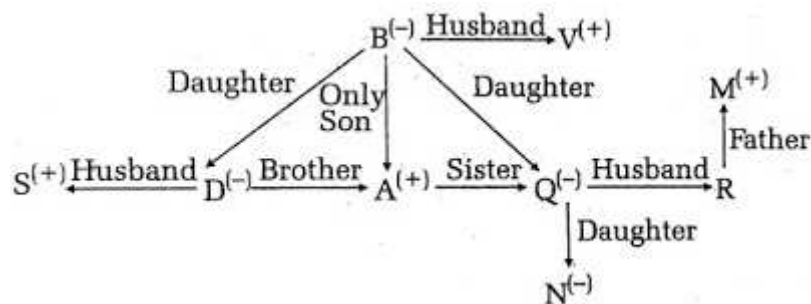 B(−) Husband V(+)
Daughter Only Son Daughter M(+)
Father
S(+) Husband D(−) Brother A(+) Sister Q(−) Husband R
Daughter
N(−)